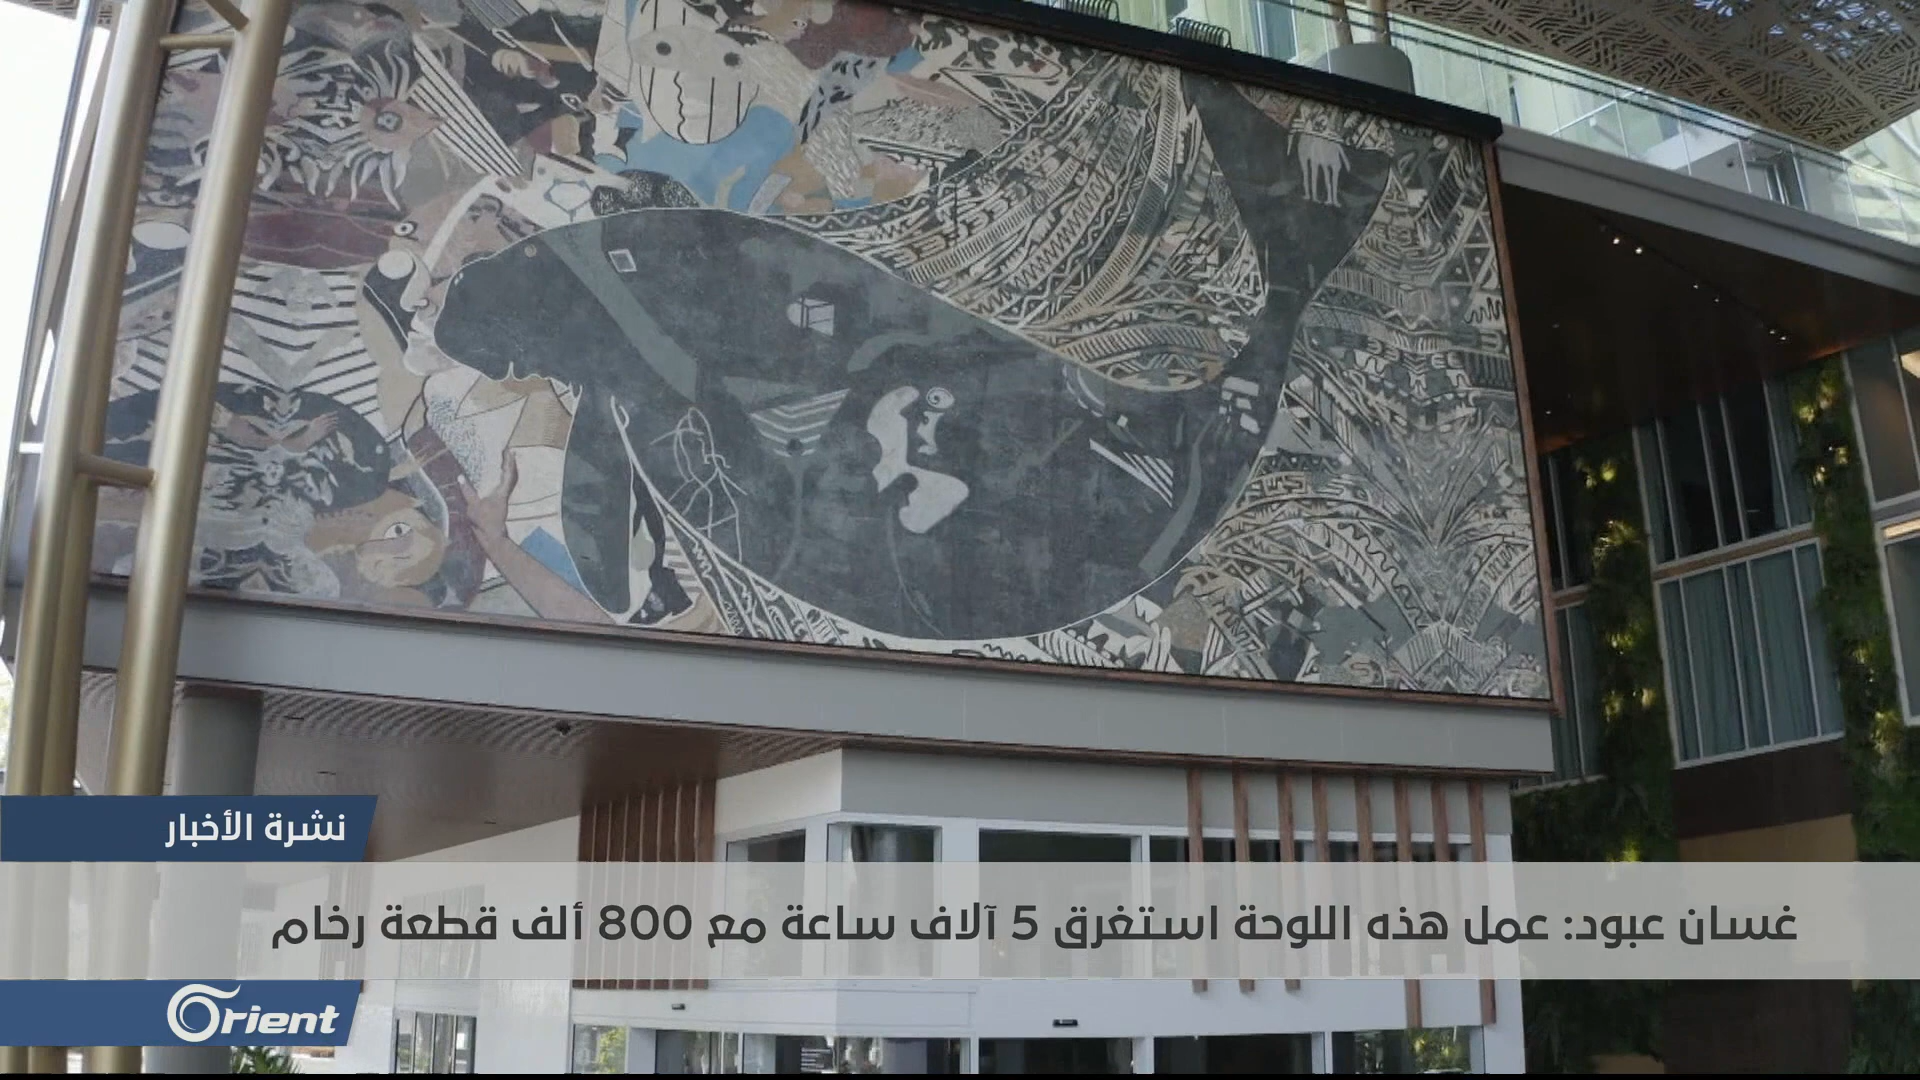 نشرة الأخبار
غسان عبود: عمل هذه اللوحة استغرق 5 آلاف ساعة مع 800 ألف قطعة رخام
Orient